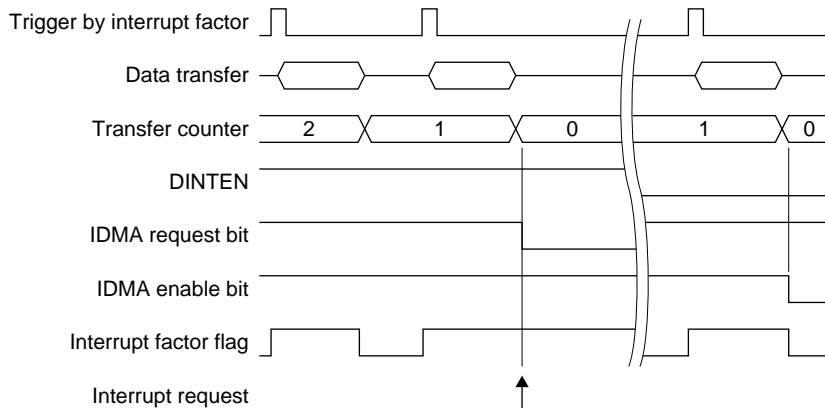 Trigger by interrupt factor
Data transfer
Transfer counter 2 1 0 1 0
DINTEN
IDMA request bit
IDMA enable bit
Interrupt factor flag
Interrupt request